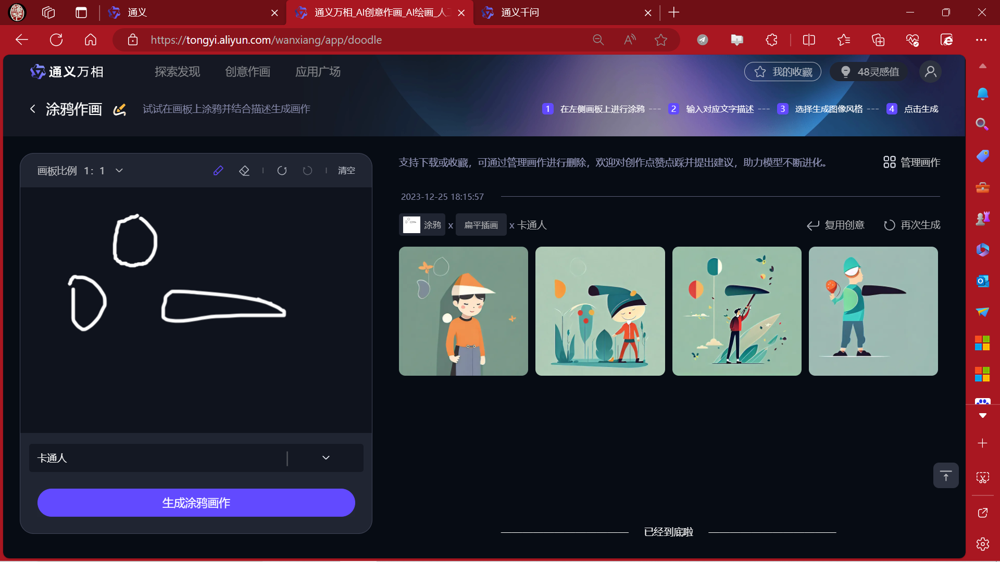 通义
通义万相_AI创意作画_AI绘画_人工
通义千问
https://tongyi.aliyun.com/wanxiang/app/doodle
通义万相
探索发现
创意作画
应用广场
我的收藏
48灵感值
涂鸦作画
试试在画板上涂鸦并结合描述生成画作
1 在左侧画板上进行涂鸦 --- 2 输入对应文字描述 --- 3 选择生成图像风格 --- 4 点击生成
画板比例 1：1
清空
支持下载或收藏，可通过管理画作进行删除，欢迎对创作点赞点踩并提出建议，助力模型不断进化。
管理画作
2023-12-25 18:15:57
涂鸦 x 扁平插画 x 卡通人
复用创意
再次生成
卡通人
生成涂鸦画作
已经到底啦